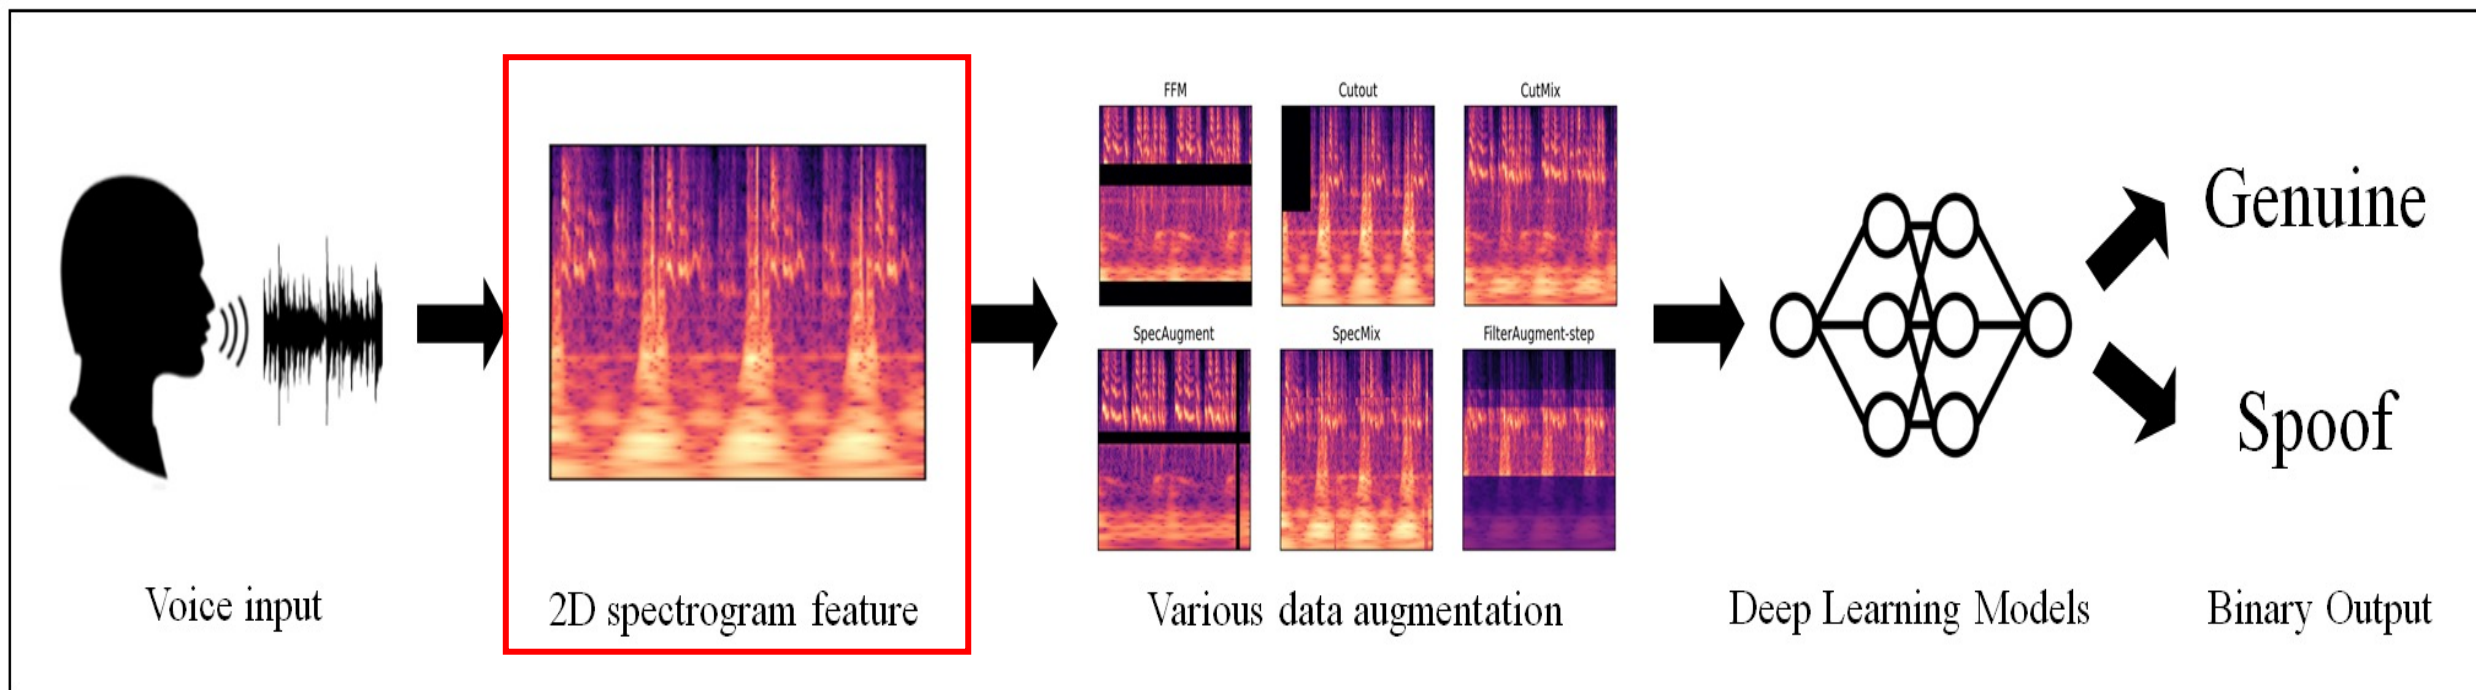 FFM
Cutout
CutMix
SpecAugment
SpecMix
FilterAugment-step
Genuine
Spoof
Voice input
2D spectrogram feature
Various data augmentation
Deep Learning Models
Binary Output